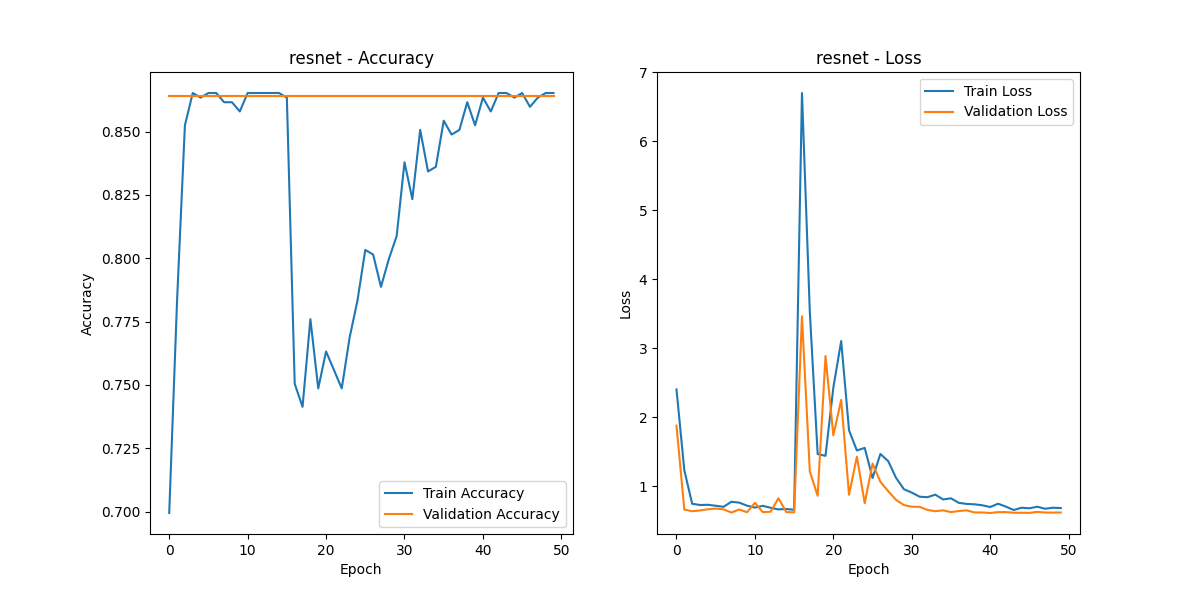 resnet - Accuracy
Accuracy
0.850
0.825
0.800
0.775
0.750
0.725
0.700
Train Accuracy
Validation Accuracy
0 10 20 30 40 50
Epoch
resnet - Loss
Loss
7
6
5
4
3
2
1
Train Loss
Validation Loss
0 10 20 30 40 50
Epoch